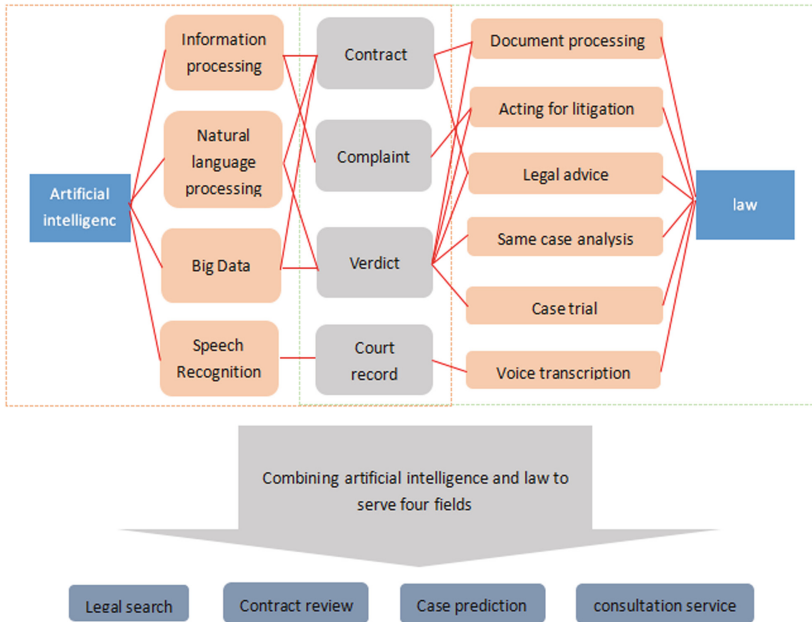 Information
processing
Contract
Document processing
Natural
language
processing
Complaint
Acting for litigation
Legal advice
Artificial
intelligenc
law
Big Data
Verdict
Same case analysis
Case trial
Speech
Recognition
Court
record
Voice transcription
Combining artificial intelligence and law to
serve four fields
Legal search
Contract review
Case prediction
consultation service